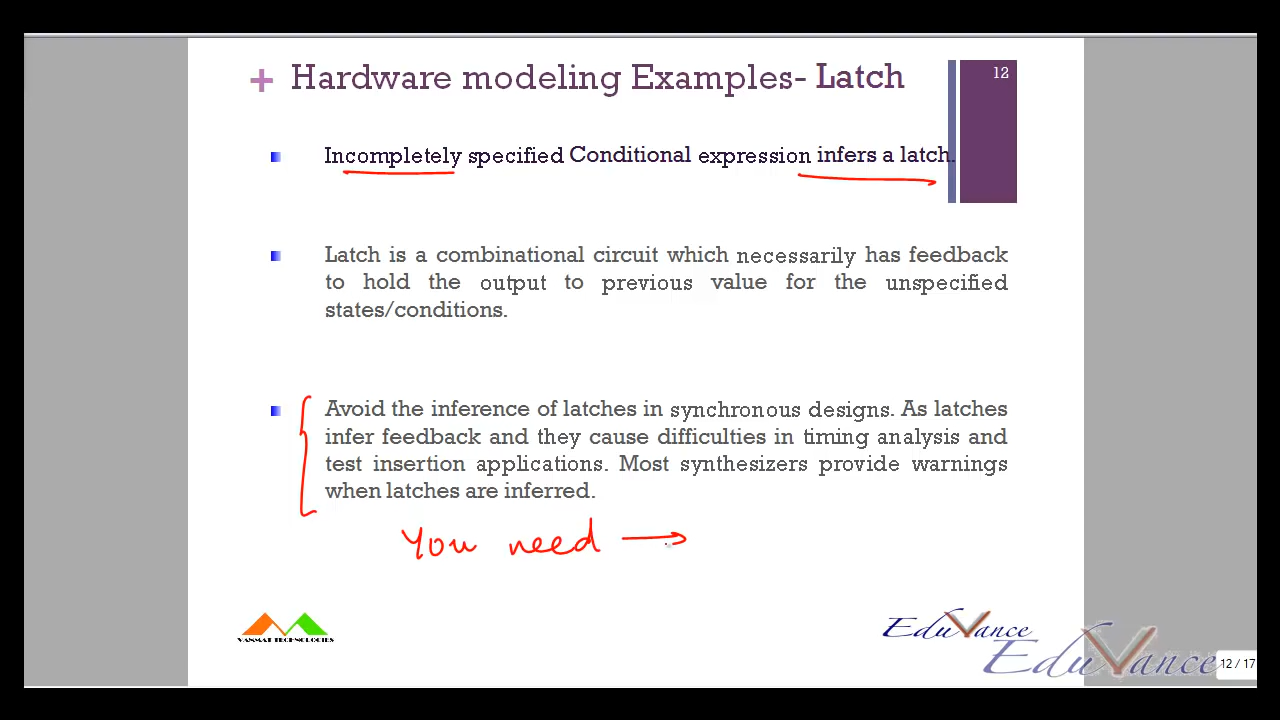 + Hardware modeling Examples- Latch
12
Incompletely specified Conditional expression infers a latch.
Latch is a combinational circuit which necessarily has feedback
to hold the output to previous value for the unspecified
states/conditions.
Avoid the inference of latches in synchronous designs. As latches
infer feedback and they cause difficulties in timing analysis and
test insertion applications. Most synthesizers provide warnings
when latches are inferred.
You need →
VANMAT TECHNOLOGIES
EduVance
EduVance
12 / 17